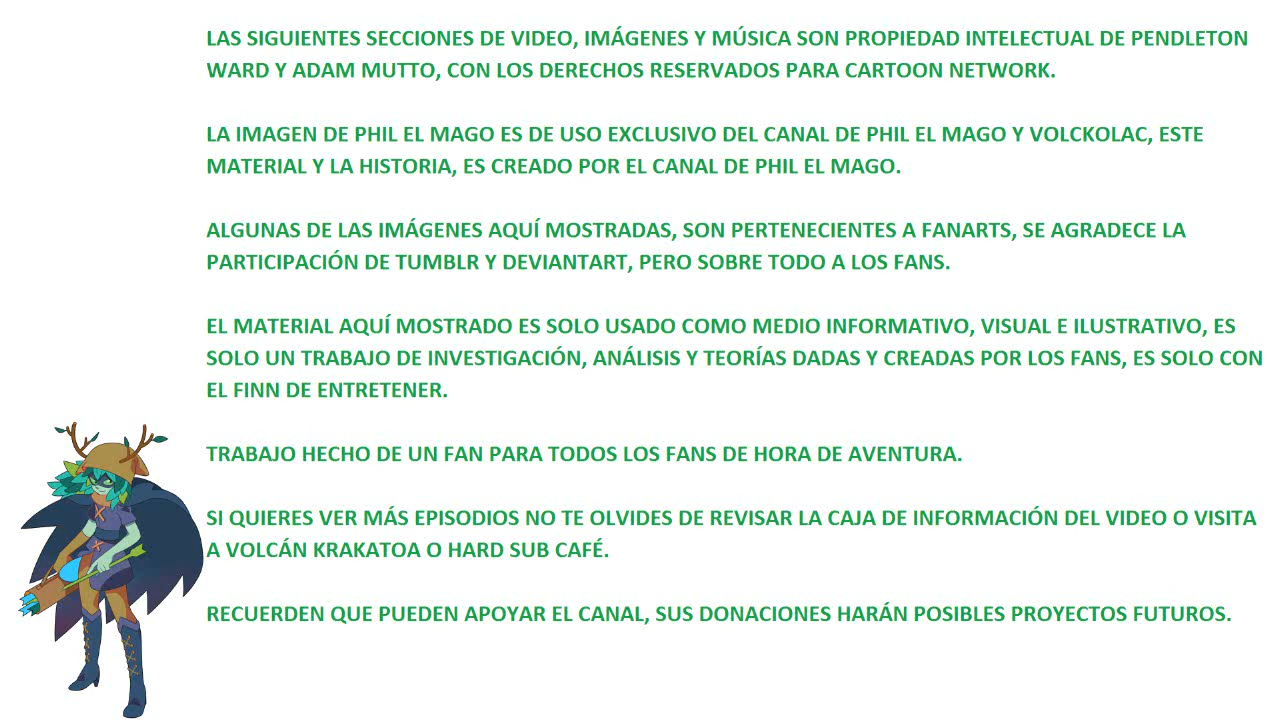 LAS SIGUIENTES SECCIONES DE VIDEO, IMÁGENES Y MÚSICA SON PROPIEDAD INTELECTUAL DE PENDLETON
WARD Y ADAM MUTTO, CON LOS DERECHOS RESERVADOS PARA CARTOON NETWORK.
LA IMAGEN DE PHIL EL MAGO ES DE USO EXCLUSIVO DEL CANAL DE PHIL EL MAGO Y VOLCKOLAC, ESTE
MATERIAL Y LA HISTORIA, ES CREADO POR EL CANAL DE PHIL EL MAGO.
ALGUNAS DE LAS IMÁGENES AQUÍ MOSTRADAS, SON PERTENECIENTES A FANARTS, SE AGRADECE LA
PARTICIPACIÓN DE TUMBLR Y DEVIANTART, PERO SOBRE TODO A LOS FANS.
EL MATERIAL AQUÍ MOSTRADO ES SOLO USADO COMO MEDIO INFORMATIVO, VISUAL E ILUSTRATIVO, ES
SOLO UN TRABAJO DE INVESTIGACIÓN, ANÁLISIS Y TEORÍAS DADAS Y CREADAS POR LOS FANS, ES SOLO CON
EL FINN DE ENTRETENER.
TRABAJO HECHO DE UN FAN PARA TODOS LOS FANS DE HORA DE AVENTURA.
SI QUIERES VER MÁS EPISODIOS NO TE OLVIDES DE REVISAR LA CAJA DE INFORMACIÓN DEL VIDEO O VISITA
A VOLCÁN KRAKATOA O HARD SUB CAFÉ.
RECUERDEN QUE PUEDEN APOYAR EL CANAL, SUS DONACIONES HARÁN POSIBLES PROYECTOS FUTUROS.